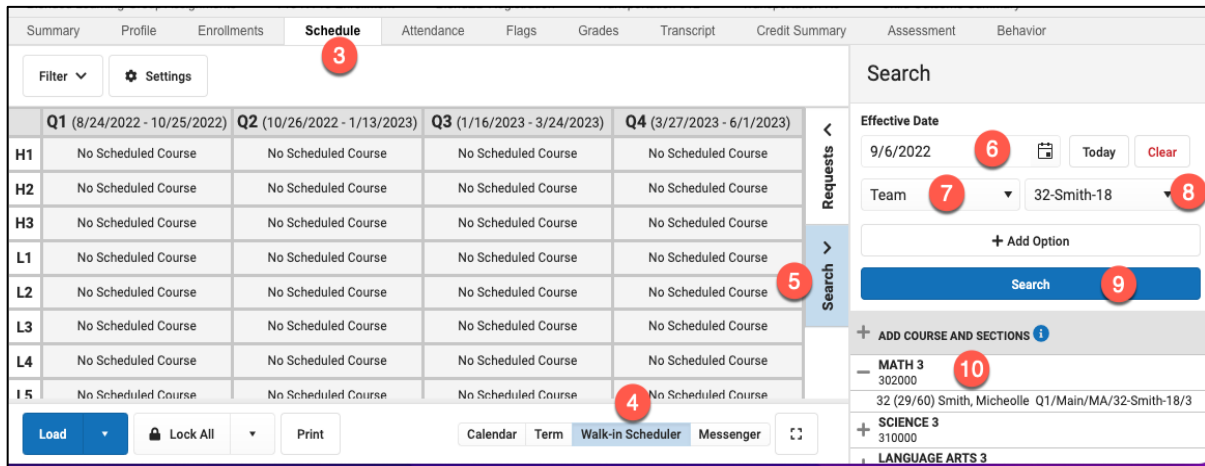 Summary Profile Enrollments Schedule Attendance Flags Grades Transcript Credit Summary Assessment Behavior
3
Filter Settings
Search
Q1 (8/24/2022 - 10/25/2022) Q2 (10/26/2022 - 1/13/2023) Q3 (1/16/2023 - 3/24/2023) Q4 (3/27/2023 - 6/1/2023)
H1 No Scheduled Course No Scheduled Course No Scheduled Course No Scheduled Course
H2 No Scheduled Course No Scheduled Course No Scheduled Course No Scheduled Course
H3 No Scheduled Course No Scheduled Course No Scheduled Course No Scheduled Course
L1 No Scheduled Course No Scheduled Course No Scheduled Course No Scheduled Course
L2 No Scheduled Course No Scheduled Course No Scheduled Course No Scheduled Course
L3 No Scheduled Course No Scheduled Course No Scheduled Course No Scheduled Course
L4 No Scheduled Course No Scheduled Course No Scheduled Course No Scheduled Course
L5 No Scheduled Course No Scheduled Course No Scheduled Course No Scheduled Course
Requests
5 Search
4
Load Lock All Print Calendar Term Walk-in Scheduler Messenger
Effective Date
9/6/2022 6 Today Clear
Team 7 32-Smith-18 8
+ Add Option
Search 9
+ ADD COURSE AND SECTIONS i
MATH 3 10
302000
32 (29/60) Smith, Micheolle Q1/Main/MA/32-Smith-18/3
+ SCIENCE 3
310000
LANGUAGE ARTS 3